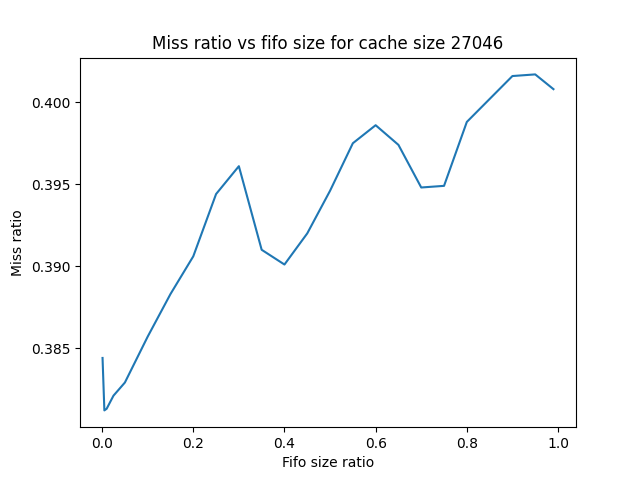 Miss ratio vs fifo size for cache size 27046
0.400
0.395
0.390
0.385
Miss ratio
0.0 0.2 0.4 0.6 0.8 1.0
Fifo size ratio